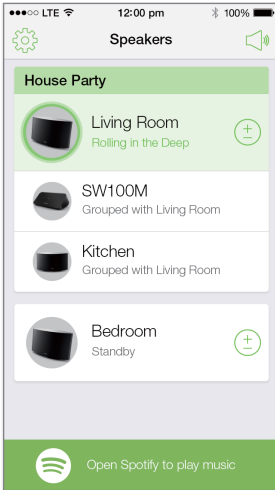 LTE 12:00 pm 100%
Speakers
House Party
Living Room
Rolling in the Deep
SW100M
Grouped with Living Room
Kitchen
Grouped with Living Room
Bedroom
Standby
Open Spotify to play music